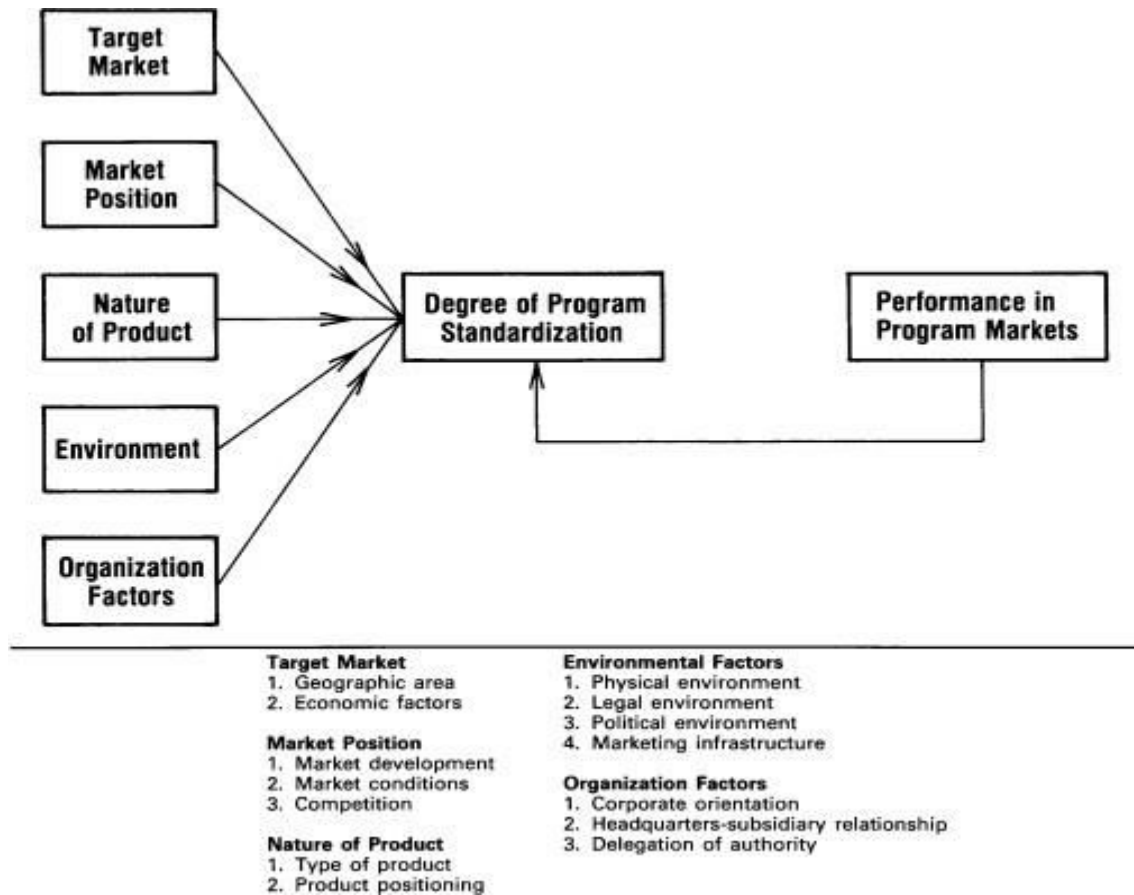 Target
Market
Market
Position
Nature
of Product
Environment
Organization
Factors
Degree of Program
Standardization
Performance in
Program Markets
Target Market
1. Geographic area
2. Economic factors
Market Position
1. Market development
2. Market conditions
3. Competition
Nature of Product
1. Type of product
2. Product positioning
Environmental Factors
1. Physical environment
2. Legal environment
3. Political environment
4. Marketing infrastructure
Organization Factors
1. Corporate orientation
2. Headquarters-subsidiary relationship
3. Delegation of authority